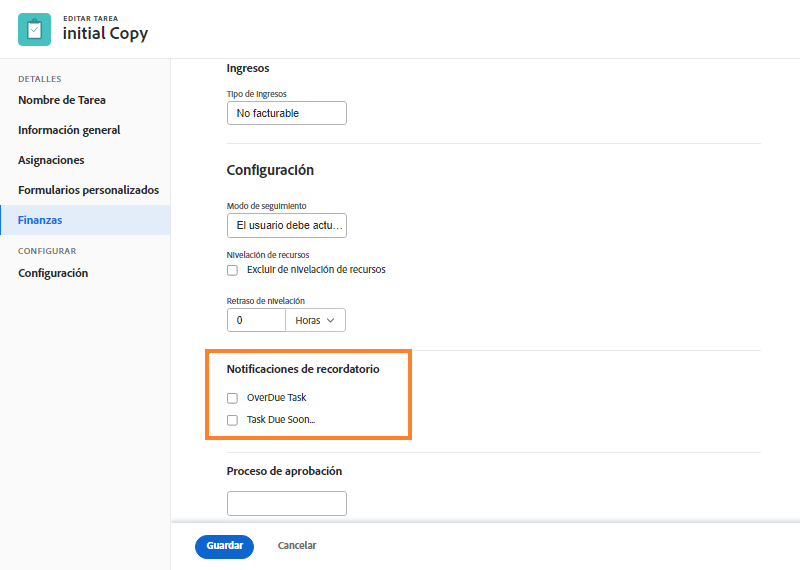 EDITAR TAREA
initial Copy
DETALLES
Nombre de Tarea
Información general
Asignaciones
Formularios personalizados
Finanzas
CONFIGURAR
Configuración
Ingresos
Tipo de Ingresos
No facturable
Configuración
Modo de seguimiento
El usuario debe actu...
Nivelación de recursos
Excluir de nivelación de recursos
Retraso de nivelación
0 Horas
Notificaciones de recordatorio
OverDue Task
Task Due Soon...
Proceso de aprobación
Guardar Cancelar